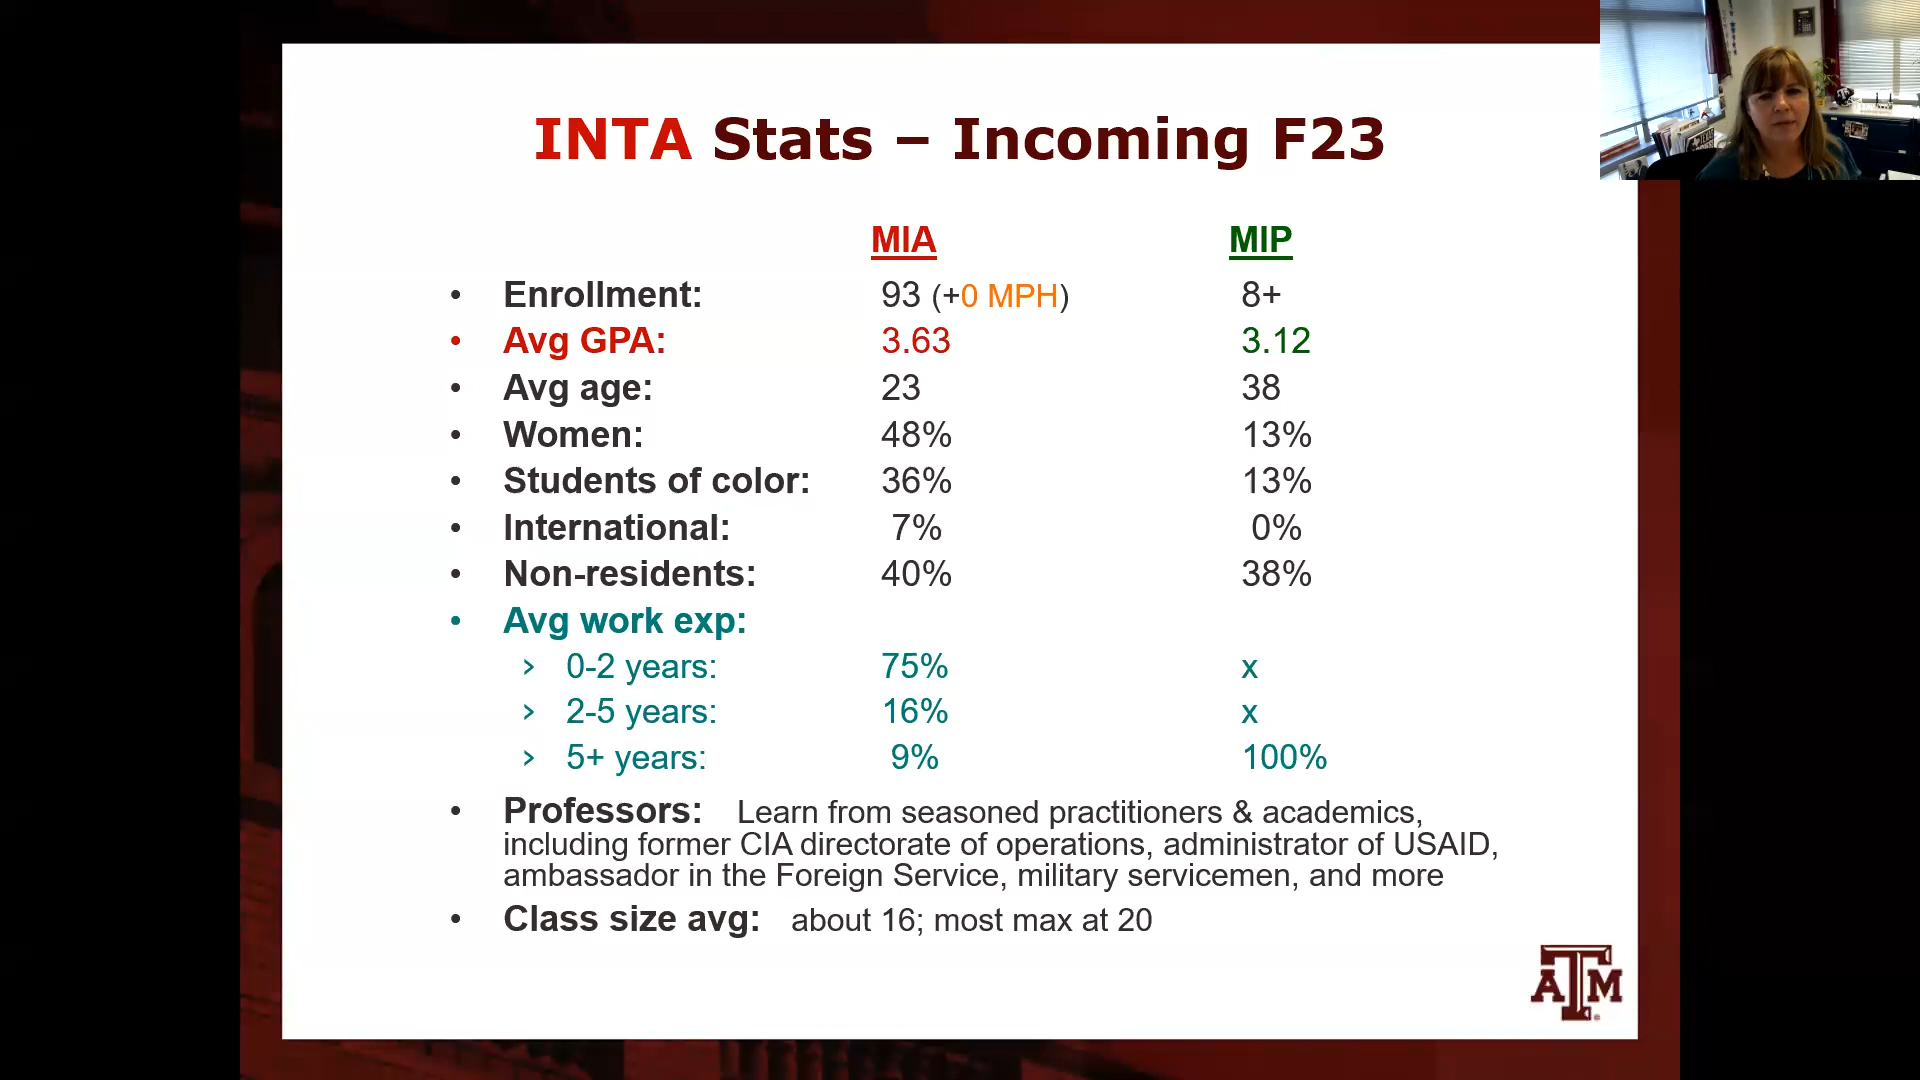 INTA Stats – Incoming F23
MIA MIP
• Enrollment: 93 (+0 MPH) 8+
• Avg GPA: 3.63 3.12
• Avg age: 23 38
• Women: 48% 13%
• Students of color: 36% 13%
• International: 7% 0%
• Non-residents: 40% 38%
• Avg work exp:
› 0-2 years: 75% x
› 2-5 years: 16% x
› 5+ years: 9% 100%
• Professors: Learn from seasoned practitioners & academics,
including former CIA directorate of operations, administrator of USAID,
ambassador in the Foreign Service, military servicemen, and more
• Class size avg: about 16; most max at 20
ATM